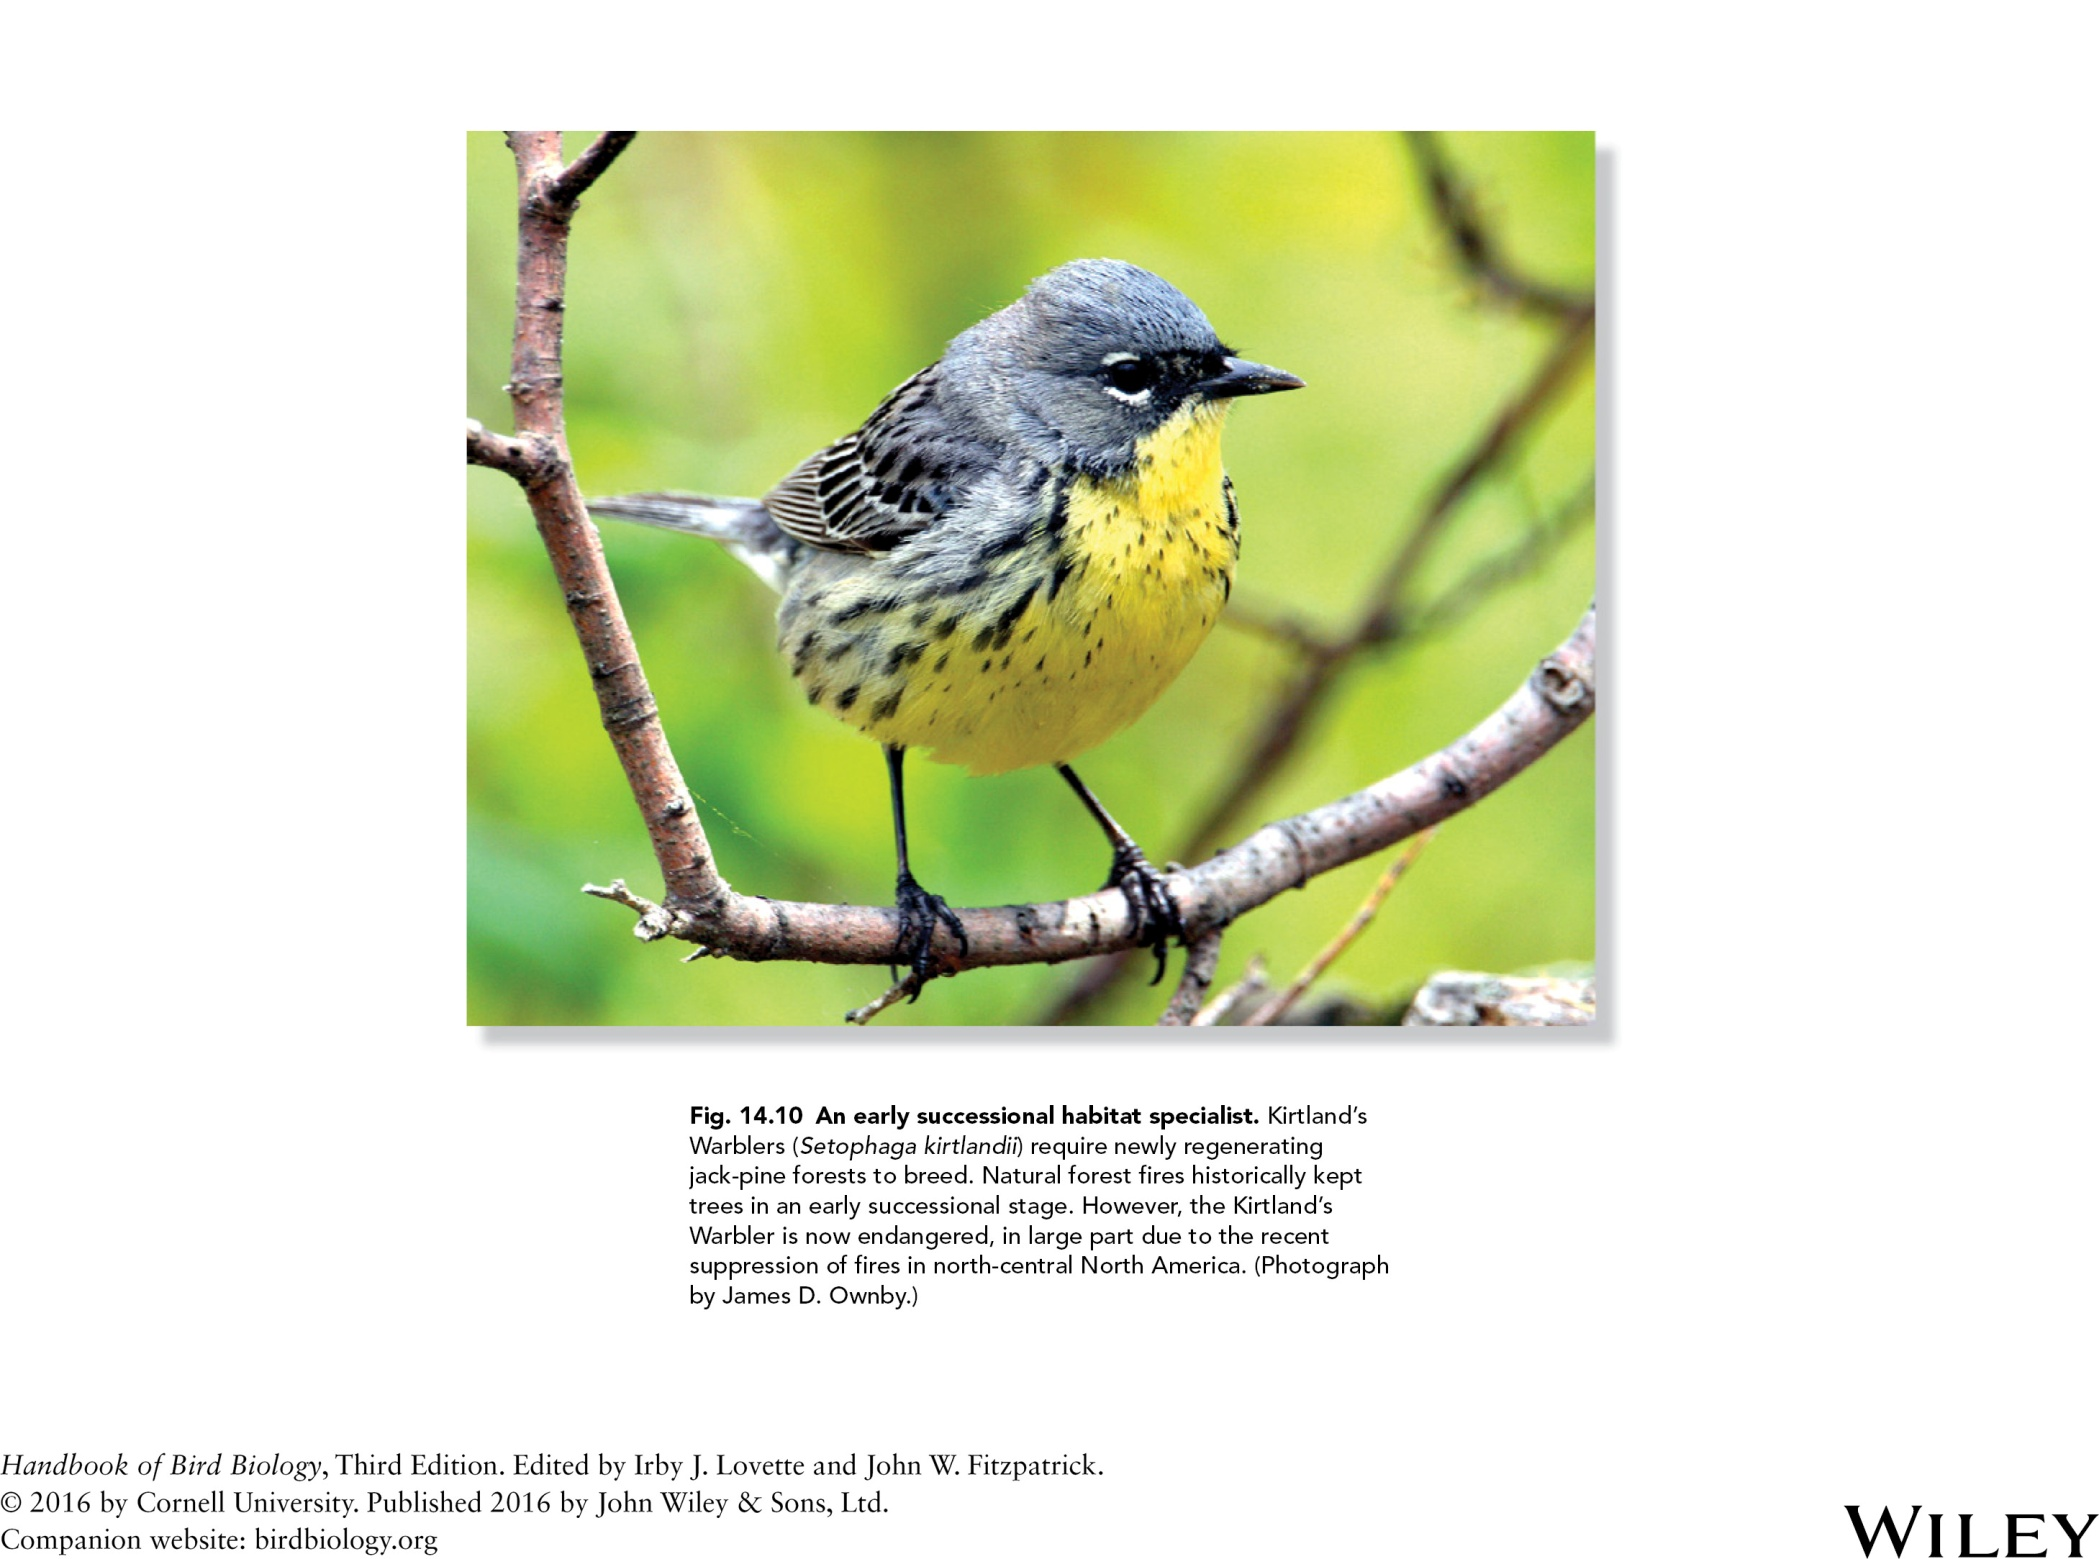 Fig. 14.10 An early successional habitat specialist. Kirtland’s
Warblers (Setophaga kirtlandii) require newly regenerating
jack-pine forests to breed. Natural forest fires historically kept
trees in an early successional stage. However, the Kirtland’s
Warbler is now endangered, in large part due to the recent
suppression of fires in north-central North America. (Photograph
by James D. Ownby.)
Handbook of Bird Biology, Third Edition. Edited by Irby J. Lovette and John W. Fitzpatrick.
© 2016 by Cornell University. Published 2016 by John Wiley & Sons, Ltd.
Companion website: birdbiology.org
WILEY